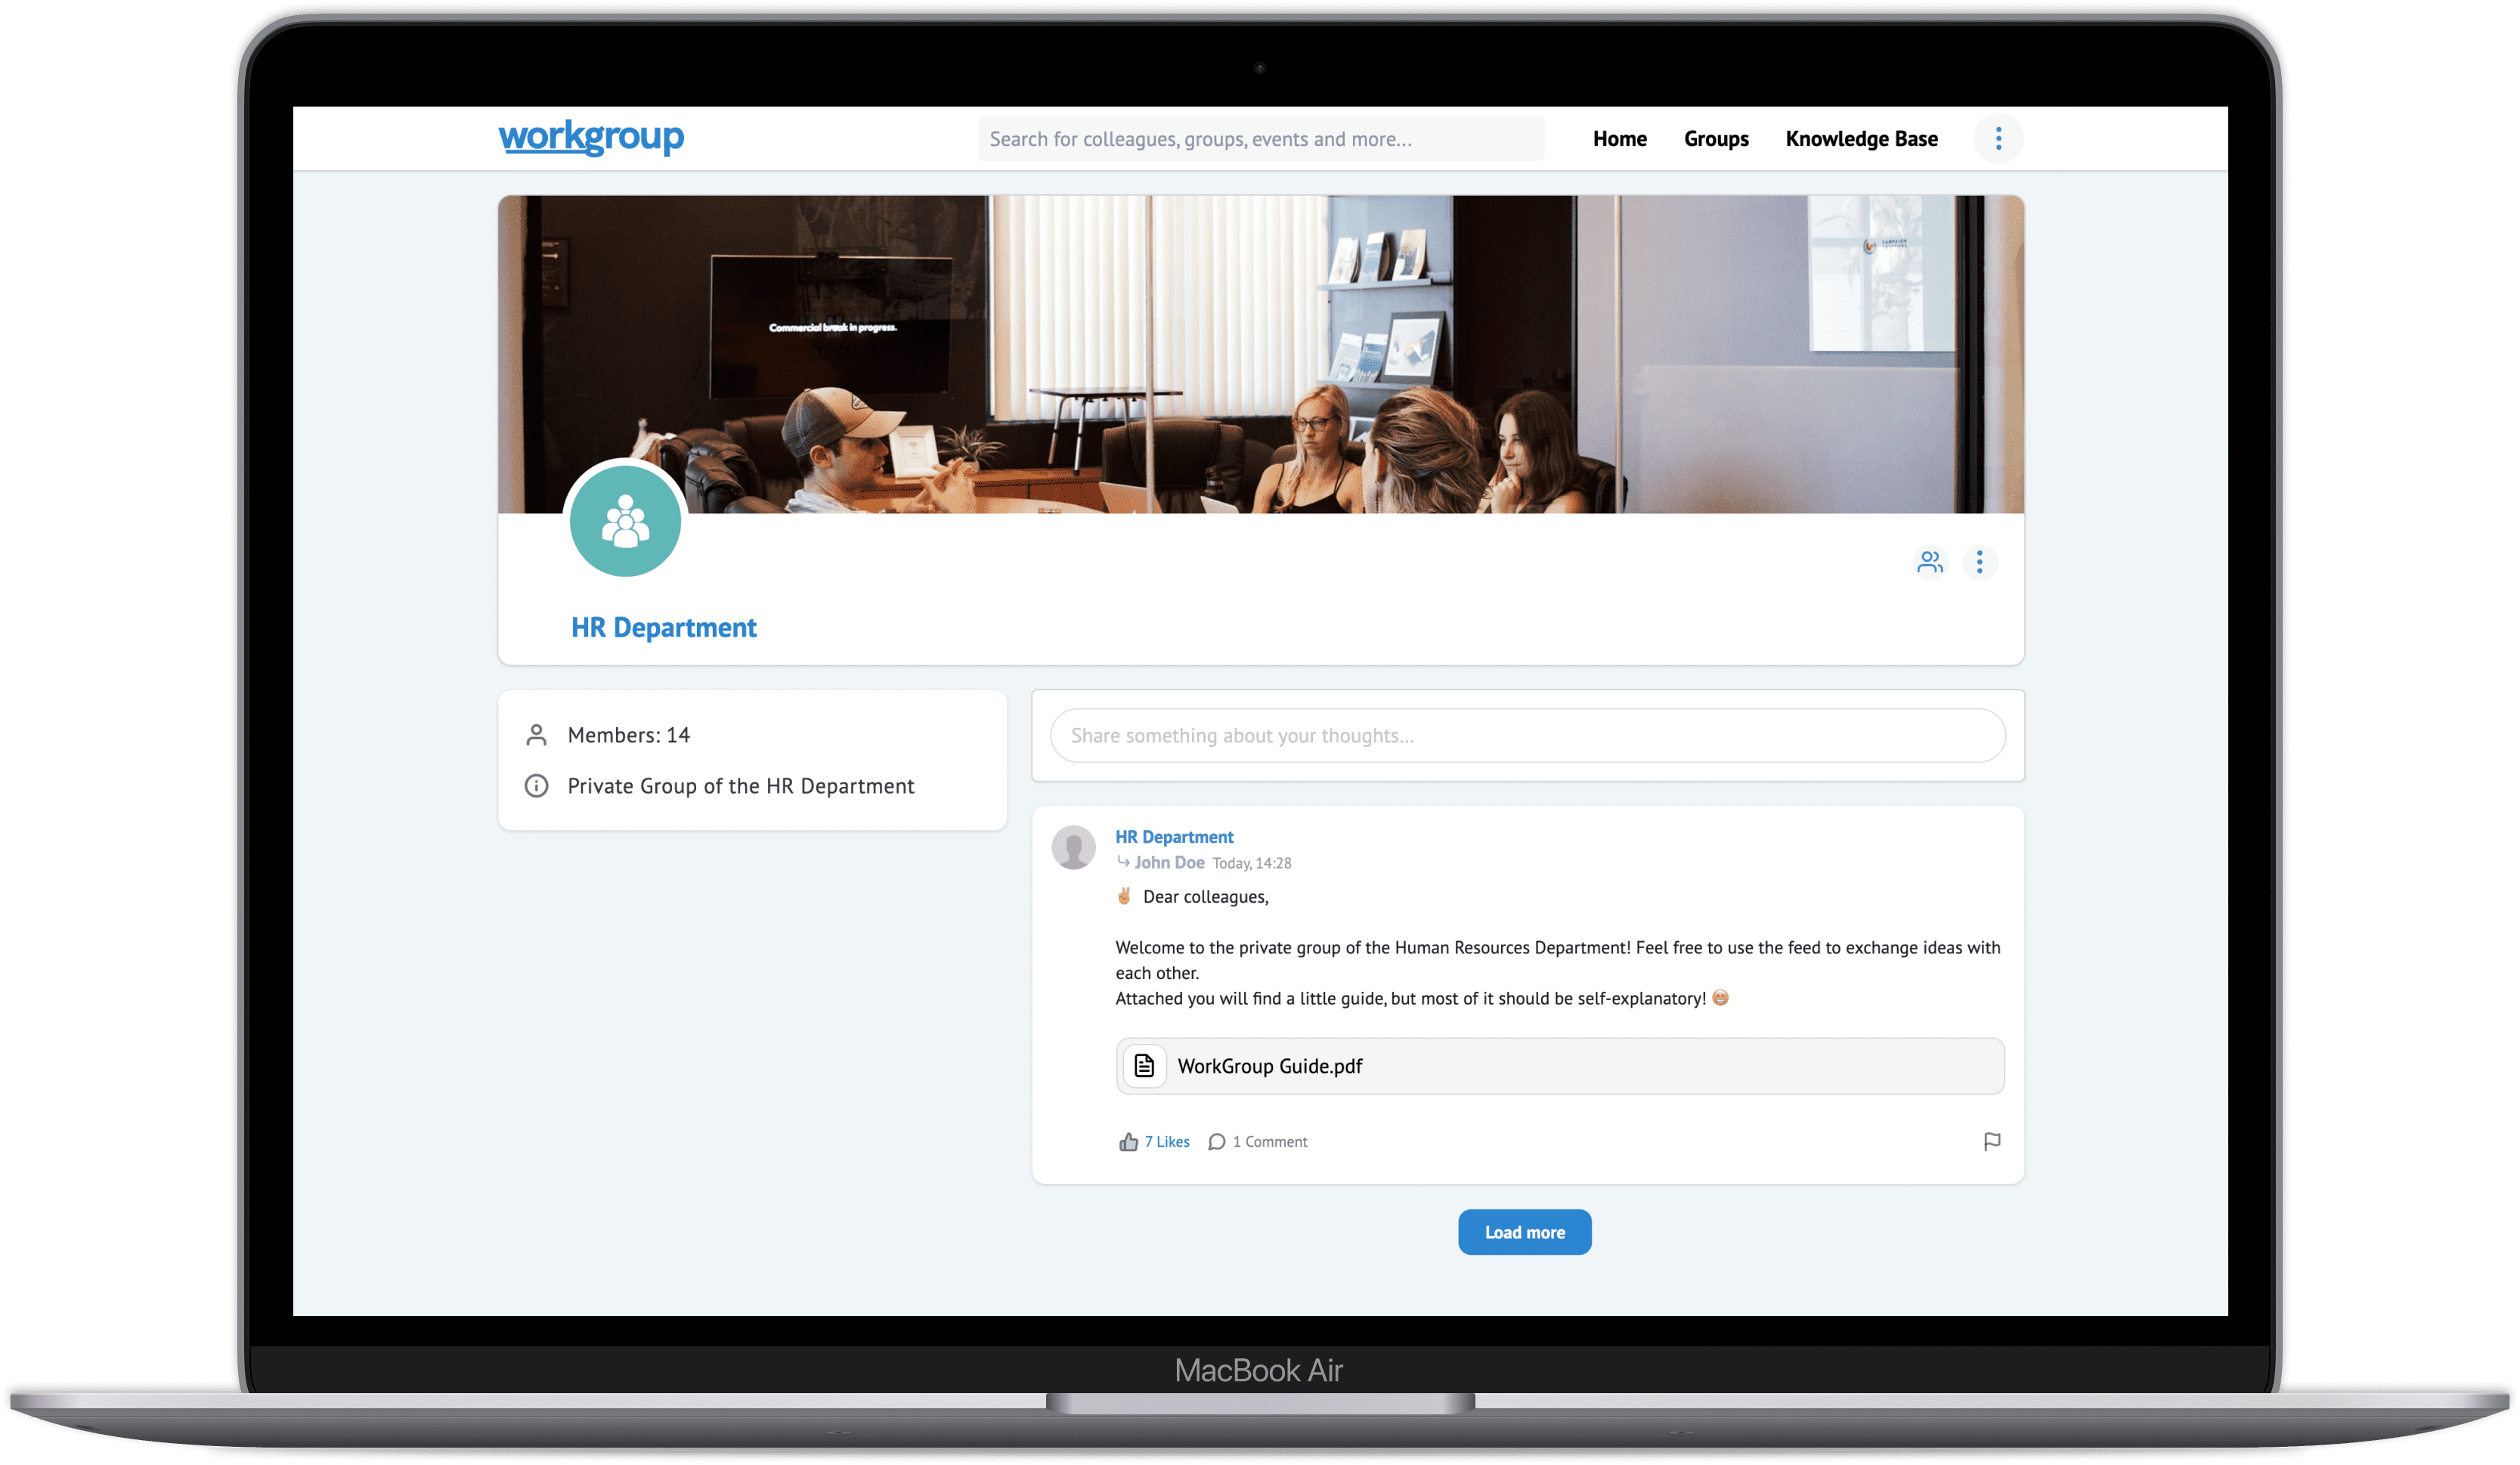 workgroup
Search for colleagues, groups, events and more...
Home
Groups
Knowledge Base
Commercial break in progress.
HR Department
Members: 14
Private Group of the HR Department
Share something about your thoughts...
HR Department
John Doe Today, 14:28
✌🏼 Dear colleagues,
Welcome to the private group of the Human Resources Department! Feel free to use the feed to exchange ideas with
each other.
Attached you will find a little guide, but most of it should be self-explanatory! 😁
WorkGroup Guide.pdf
7 Likes
1 Comment
Load more
MacBook Air